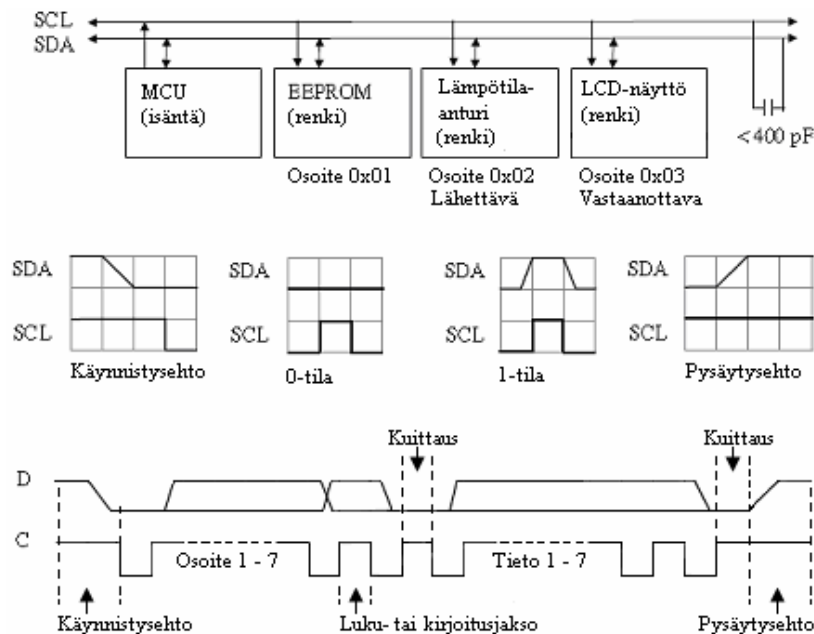 SCL
SDA
MCU
(isäntä)
EEPROM
(renki)
Lämpötila-
anturi
(renki)
LCD-näyttö
(renki)
<400 pF
Osoite 0x01
Osoite 0x02
Lähettävä
Osoite 0x03
Vastaanottava
SDA
SCL
Käynnistysehto
SDA
SCL
0-tila
SDA
SCL
1-tila
SDA
SCL
Pysäytysehto
Kuittaus
Kuittaus
D
C
Osoite 1 - 7
Tieto 1 - 7
Käynnistysehto
Luku- tai kirjoitusjakso
Pysäytysehto